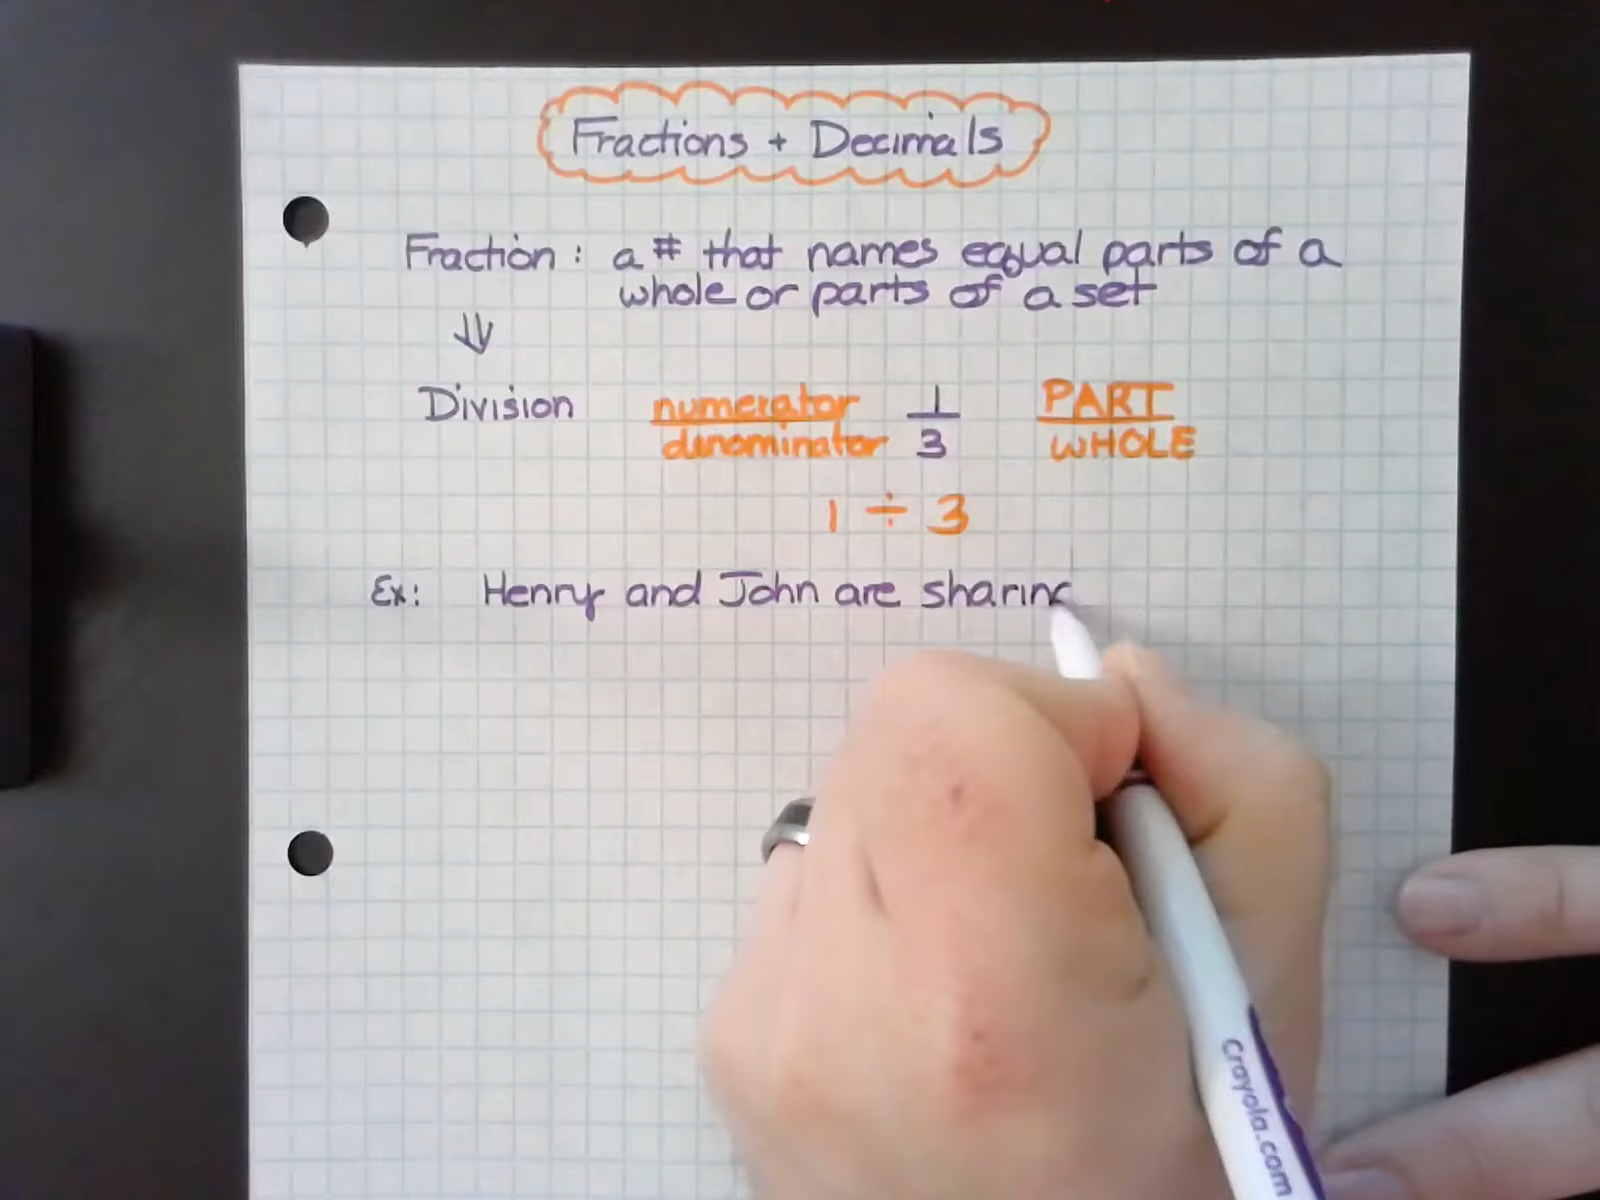 Fractions + Decimals
Fraction: a # that names equal parts of a
whole or parts of a set
⇓
Division numerator 1 PART
denominator 3 WHOLE
1 ÷ 3
Ex: Henry and John are sharing
Crayola.com